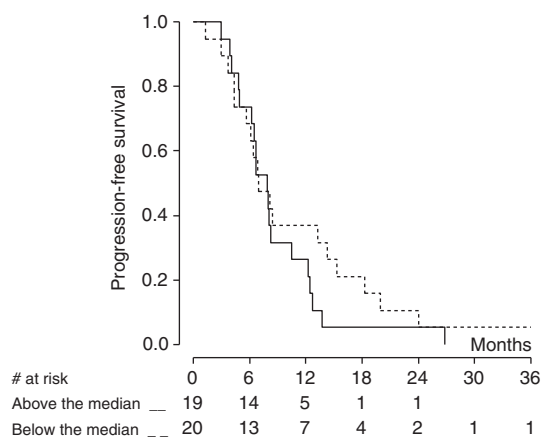 1.0
0.8
0.6
0.4
0.2
0.0
Progression-free survival
Months
# at risk 0 6 12 18 24 30 36
Above the median __ 19 14 5 1 1
Below the median _ _ 20 13 7 4 2 1 1